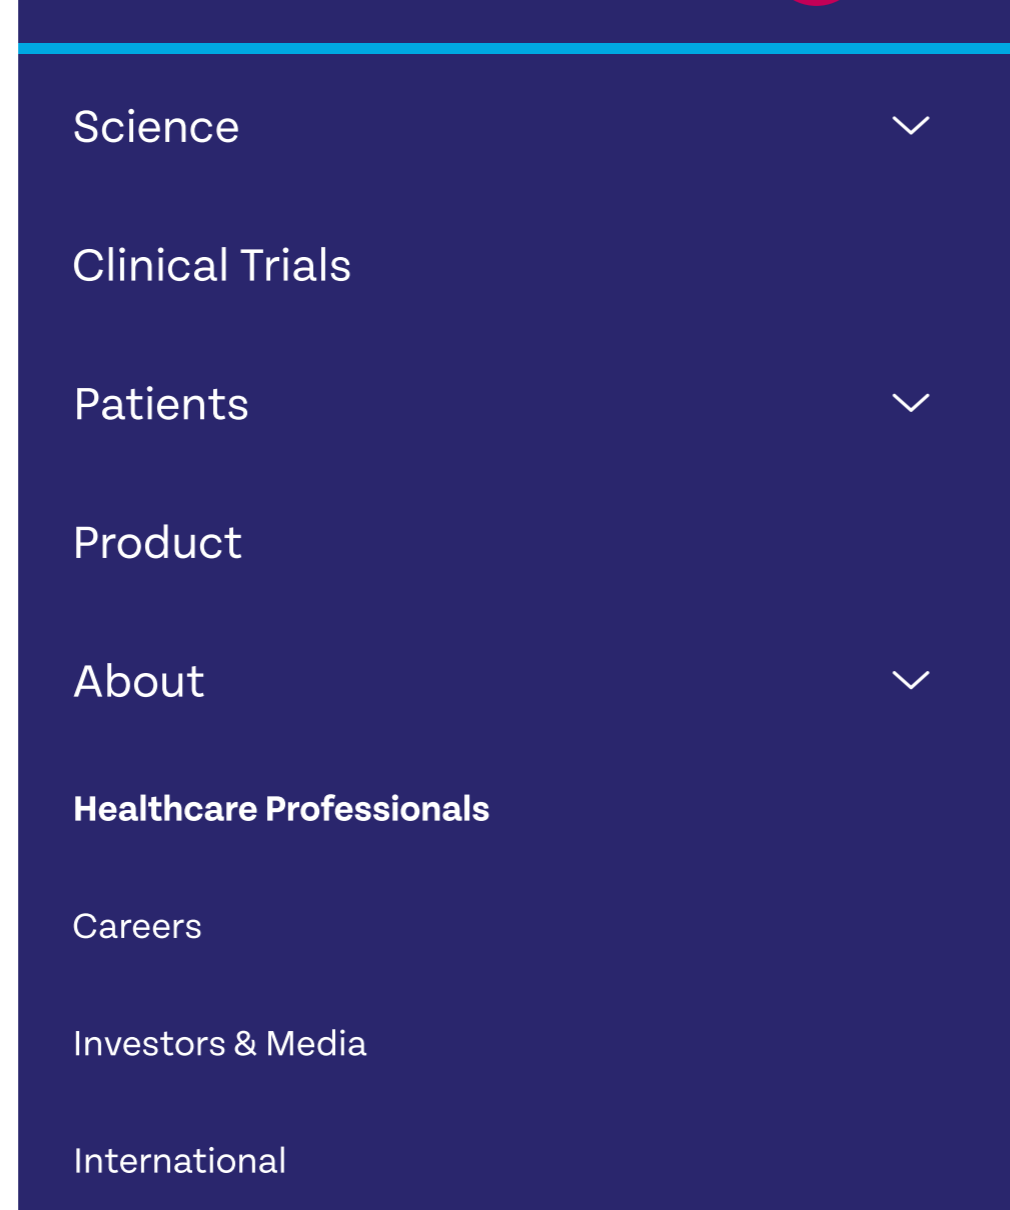 Science
Clinical Trials
Patients
Product
About
Healthcare Professionals
Careers
Investors & Media
International